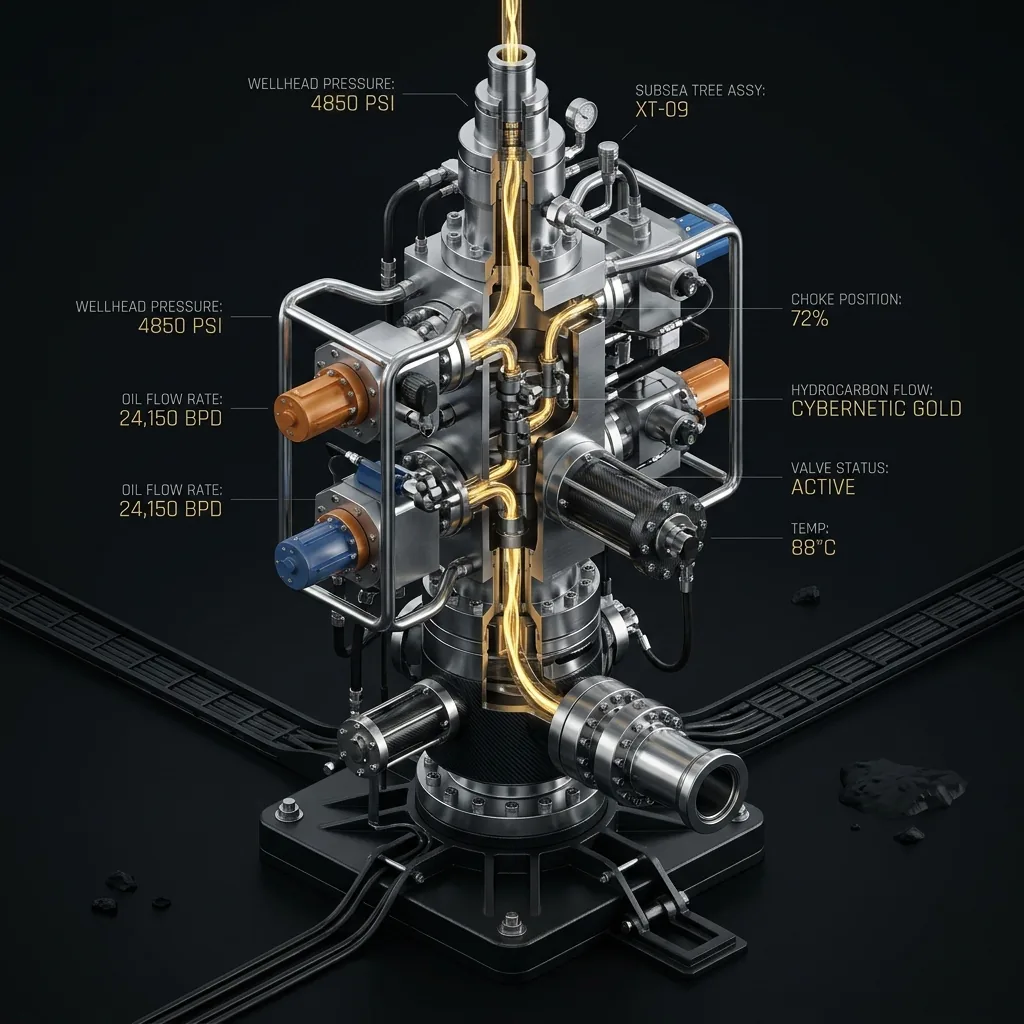 WELLHEAD PRESSURE:
4850 PSI
SUBSEA TREE ASSY:
XT-09
WELLHEAD PRESSURE:
4850 PSI
CHOKE POSITION:
72%
OIL FLOW RATE:
24,150 BPD
HYDROCARBON FLOW:
CYBERNETIC GOLD
OIL FLOW RATE:
24,150 BPD
VALVE STATUS:
ACTIVE
TEMP:
88°C